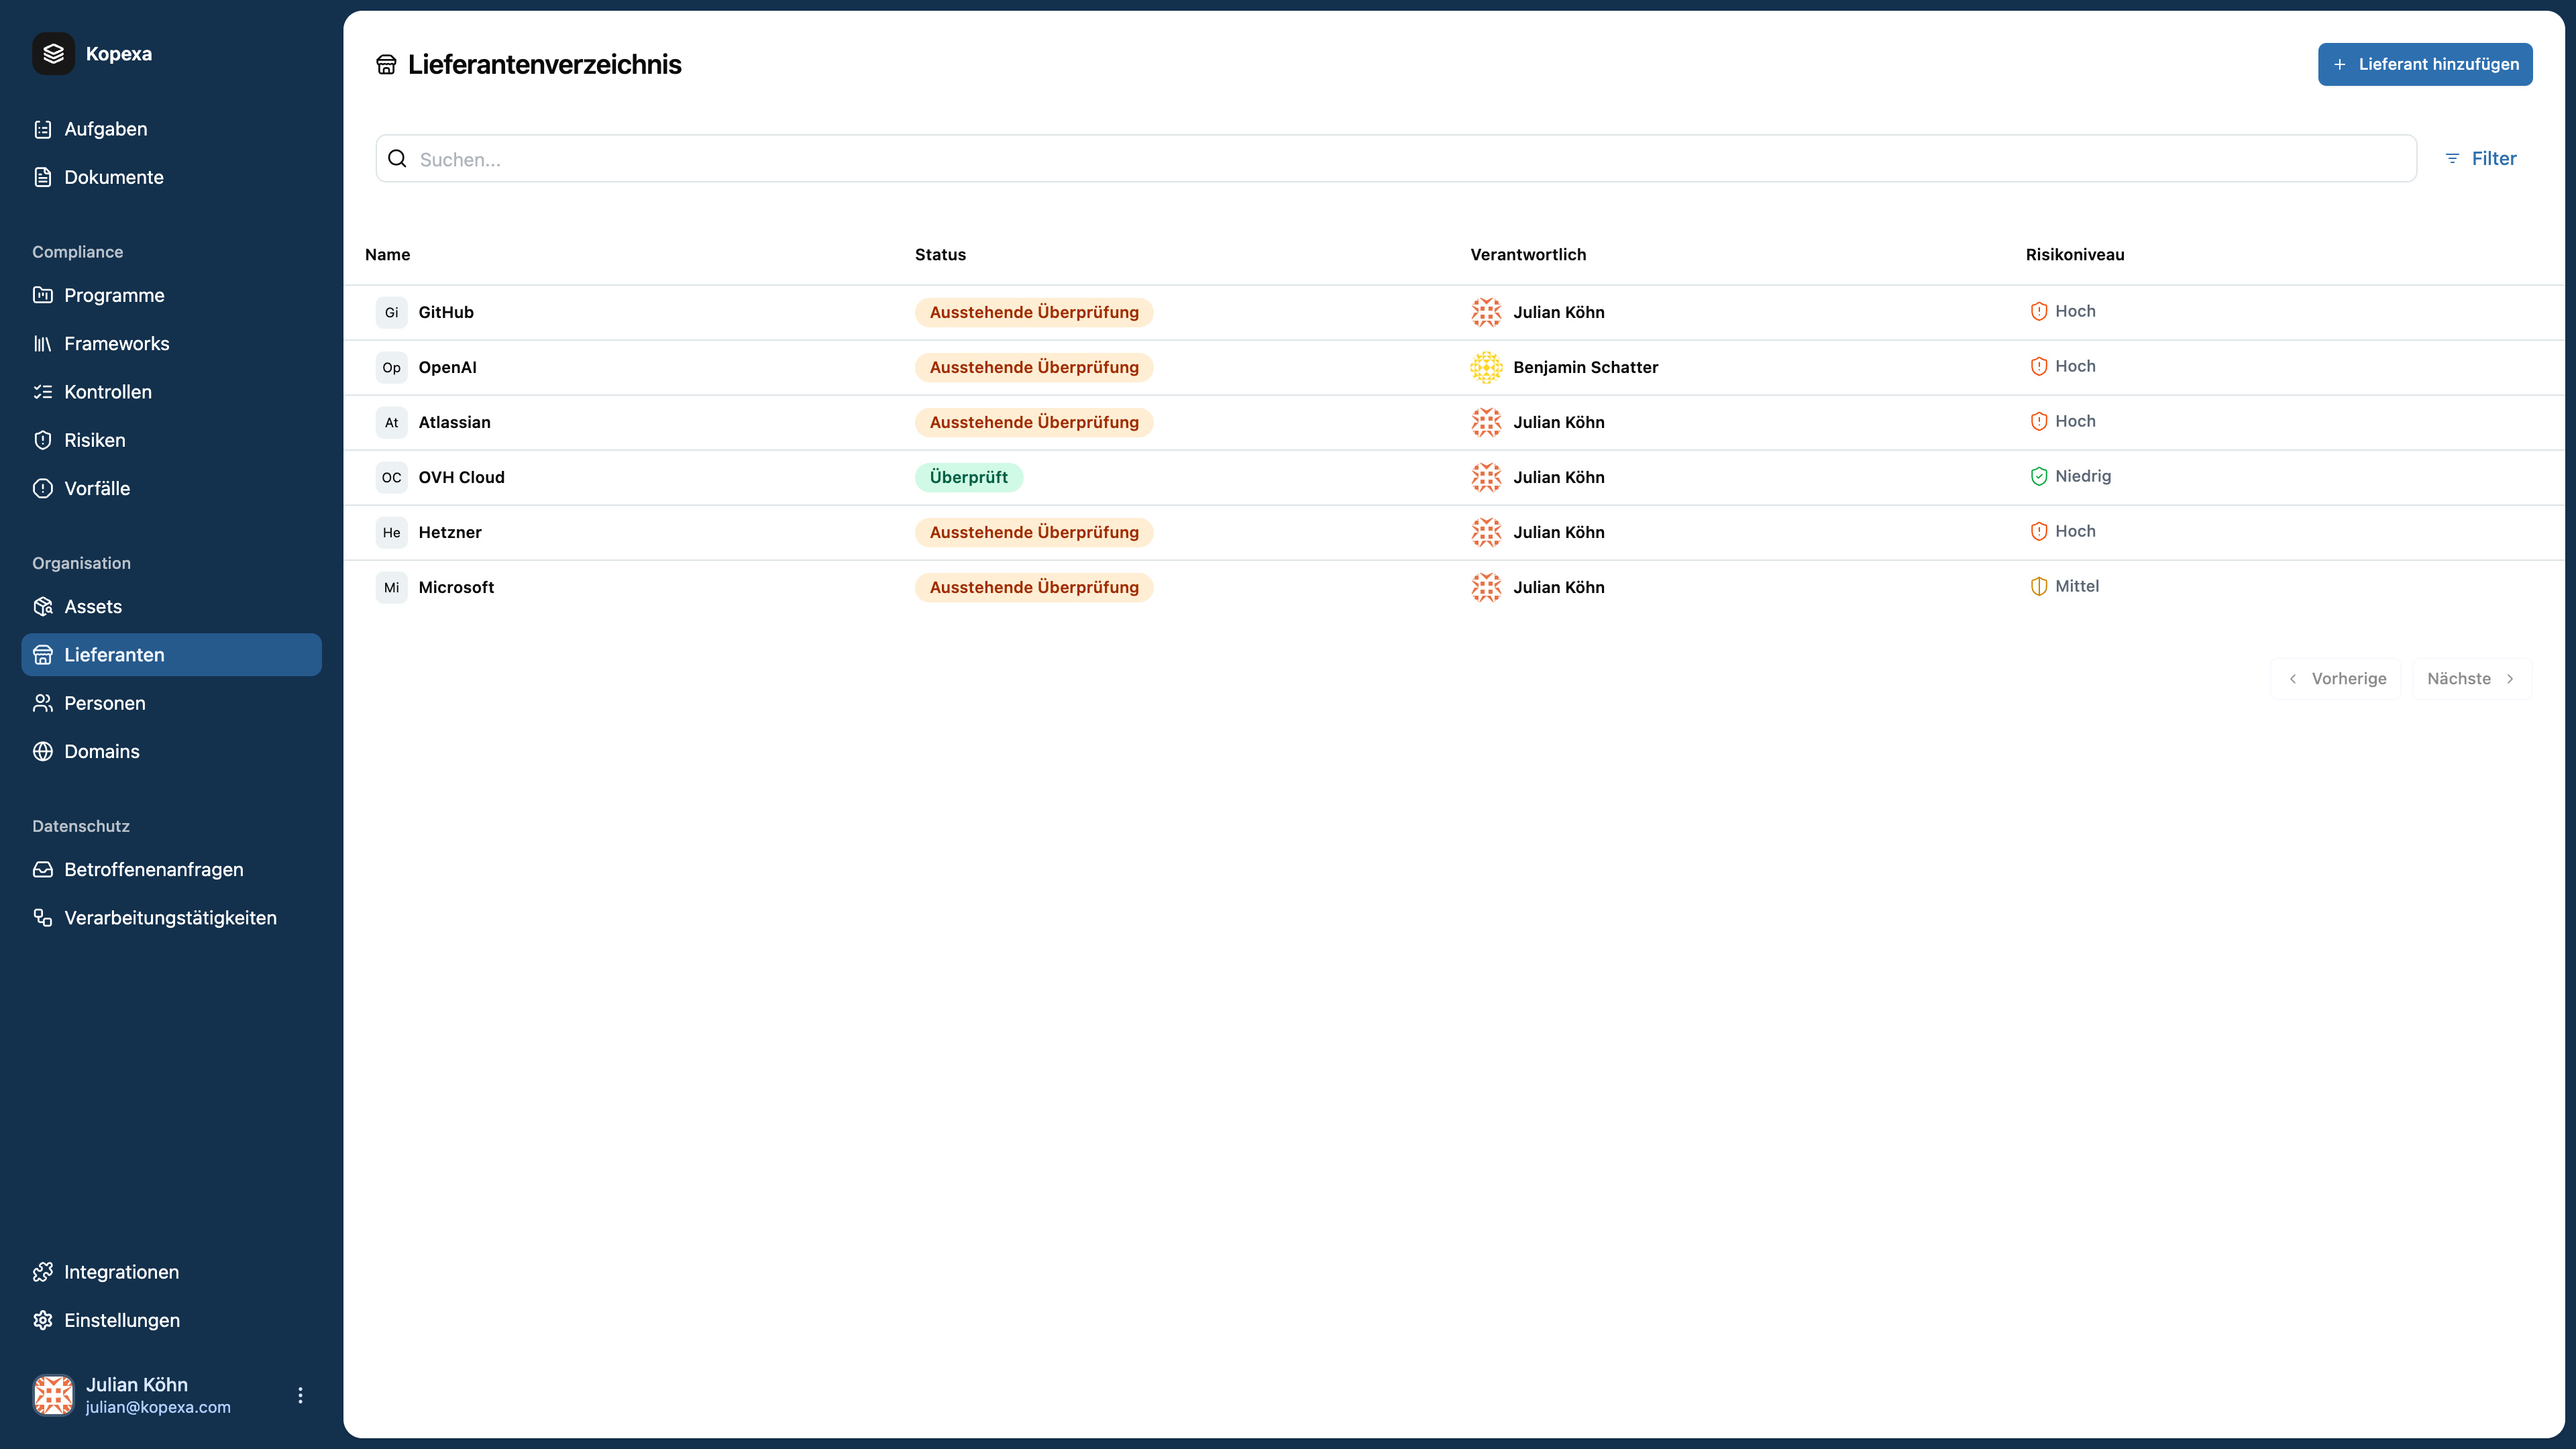 Kopexa
Aufgaben
Dokumente
Compliance
Programme
Frameworks
Kontrollen
Risiken
Vorfälle
Organisation
Assets
Lieferanten
Personen
Domains
Datenschutz
Betroffenenanfragen
Verarbeitungstätigkeiten
Integrationen
Einstellungen
Julian Köhn
julian@kopexa.com
Lieferantenverzeichnis
Lieferant hinzufügen
Suchen...
Filter
Name Status Verantwortlich Risikoniveau
Gi GitHub Ausstehende Überprüfung Julian Köhn Hoch
Op OpenAI Ausstehende Überprüfung Benjamin Schatter Hoch
At Atlassian Ausstehende Überprüfung Julian Köhn Hoch
OC OVH Cloud Überprüft Julian Köhn Niedrig
He Hetzner Ausstehende Überprüfung Julian Köhn Hoch
Mi Microsoft Ausstehende Überprüfung Julian Köhn Mittel
Vorherige Nächste